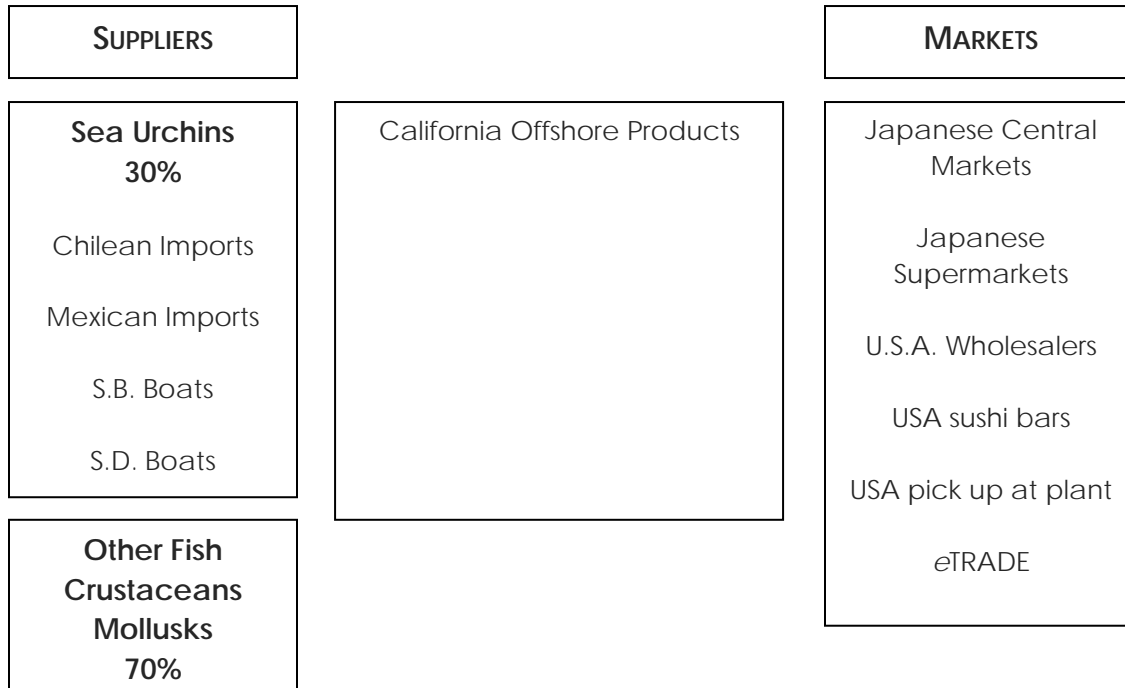 SUPPLIERS
MARKETS
Sea Urchins
30%
Chilean Imports
Mexican Imports
S.B. Boats
S.D. Boats
Other Fish
Crustaceans
Mollusks
70%
California Offshore Products
Japanese Central
Markets
Japanese
Supermarkets
U.S.A. Wholesalers
USA sushi bars
USA pick up at plant
eTRADE